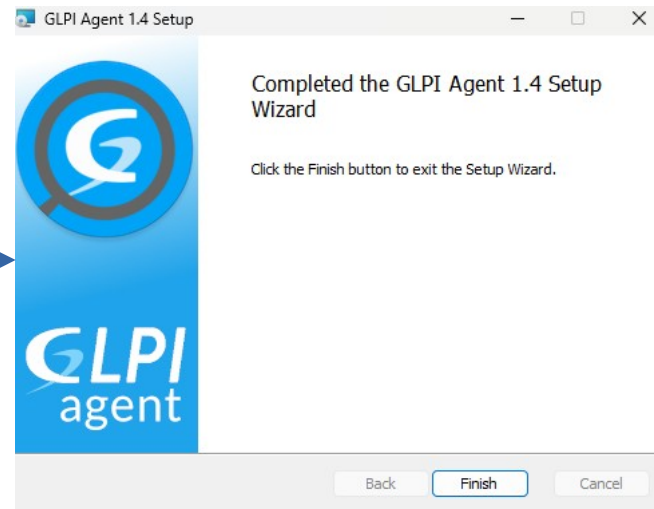 GLPI Agent 1.4 Setup
Completed the GLPI Agent 1.4 Setup
Wizard
Click the Finish button to exit the Setup Wizard.
GLPI
agent
Back
Finish
Cancel